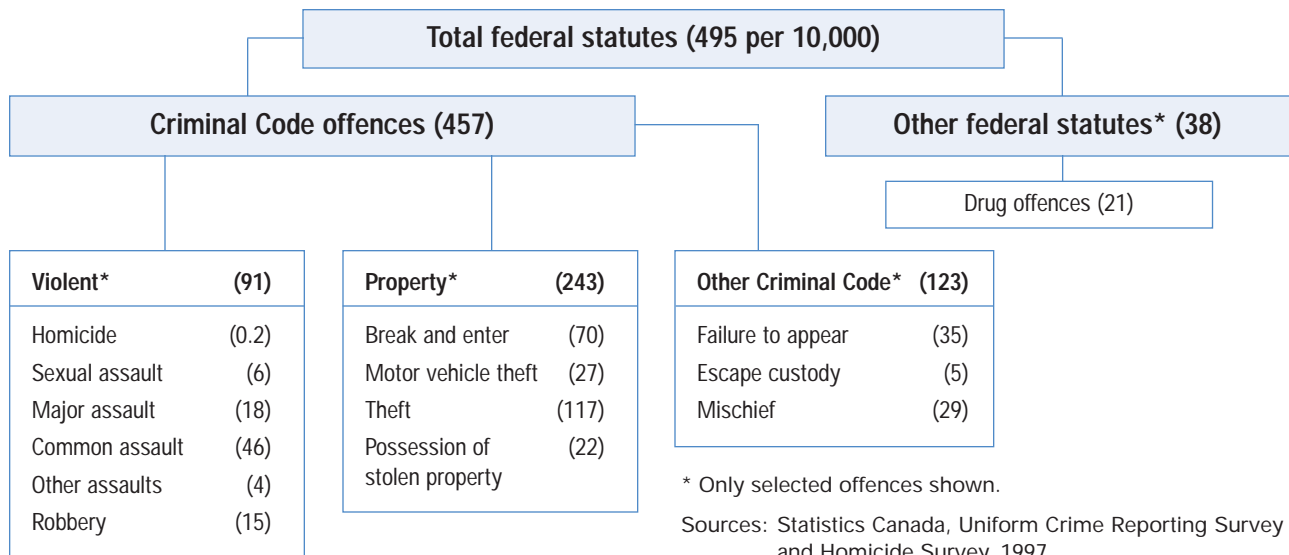 Total federal statutes (495 per 10,000)
Criminal Code offences (457)
Other federal statutes* (38)
Drug offences (21)
Violent* (91)
Homicide (0.2)
Sexual assault (6)
Major assault (18)
Common assault (46)
Other assaults (4)
Robbery (15)
Property* (243)
Break and enter (70)
Motor vehicle theft (27)
Theft (117)
Possession of (22)
stolen property
Other Criminal Code* (123)
Failure to appear (35)
Escape custody (5)
Mischief (29)
* Only selected offences shown.
Sources: Statistics Canada, Uniform Crime Reporting Survey
and Homicide Survey, 1997